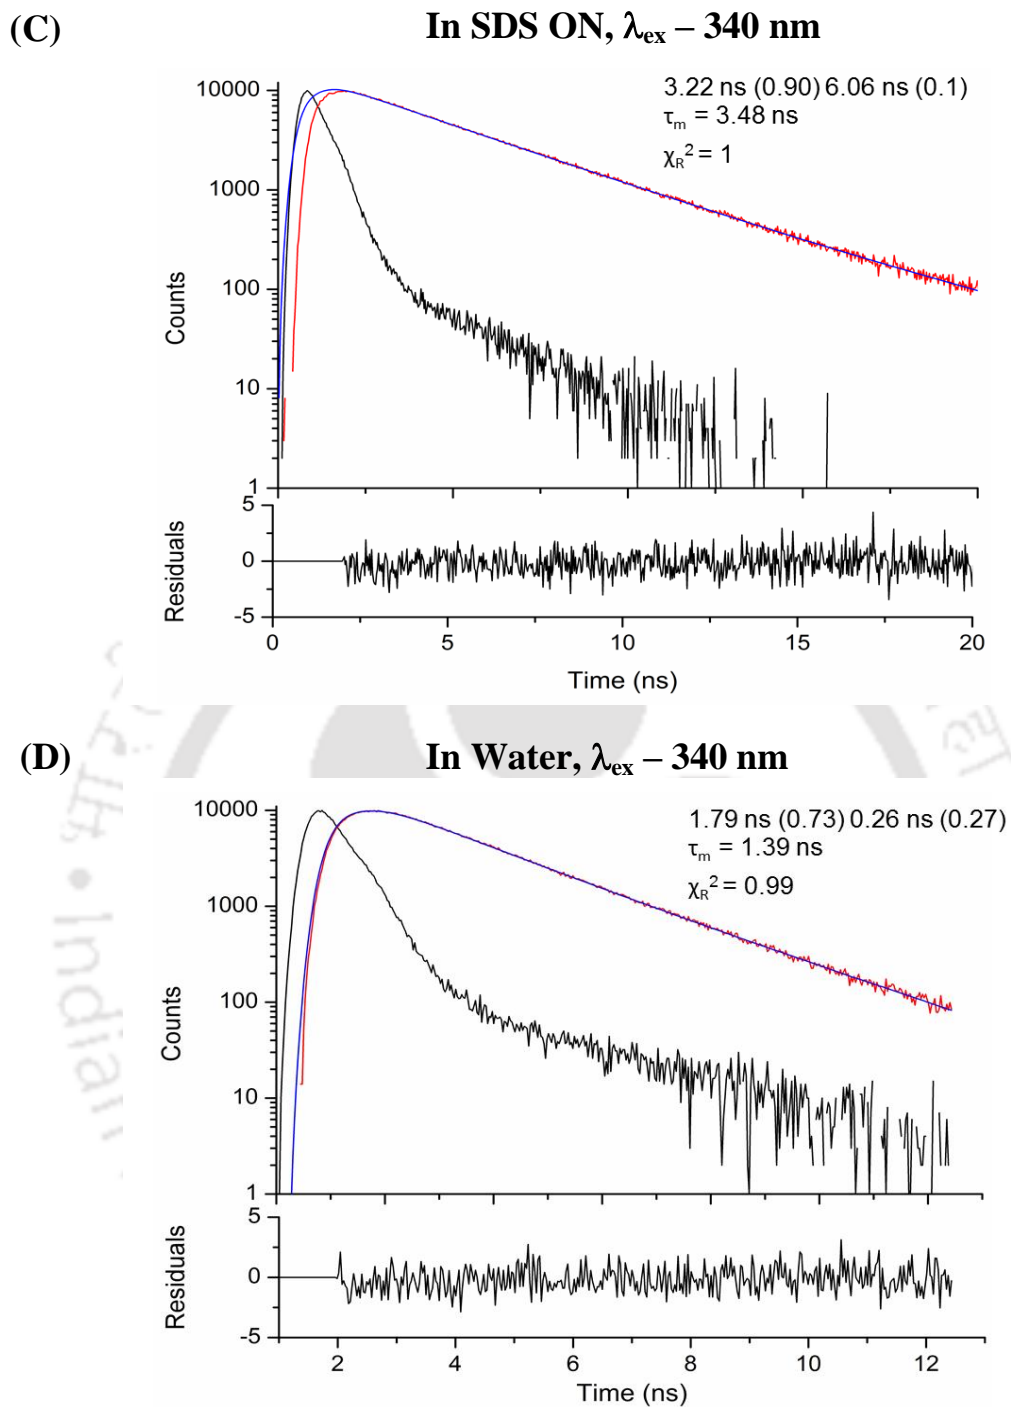 (C)
In SDS ON, λex – 340 nm
3.22 ns (0.90) 6.06 ns (0.1)
τm = 3.48 ns
χR2 = 1
10000
1000
100
10
1
Counts
5
0
-5
Residuals
0 5 10 15 20
Time (ns)
(D)
In Water, λex – 340 nm
1.79 ns (0.73) 0.26 ns (0.27)
τm = 1.39 ns
χR2 = 0.99
10000
1000
100
10
1
Counts
5
0
-5
Residuals
2 4 6 8 10 12
Time (ns)
Indian